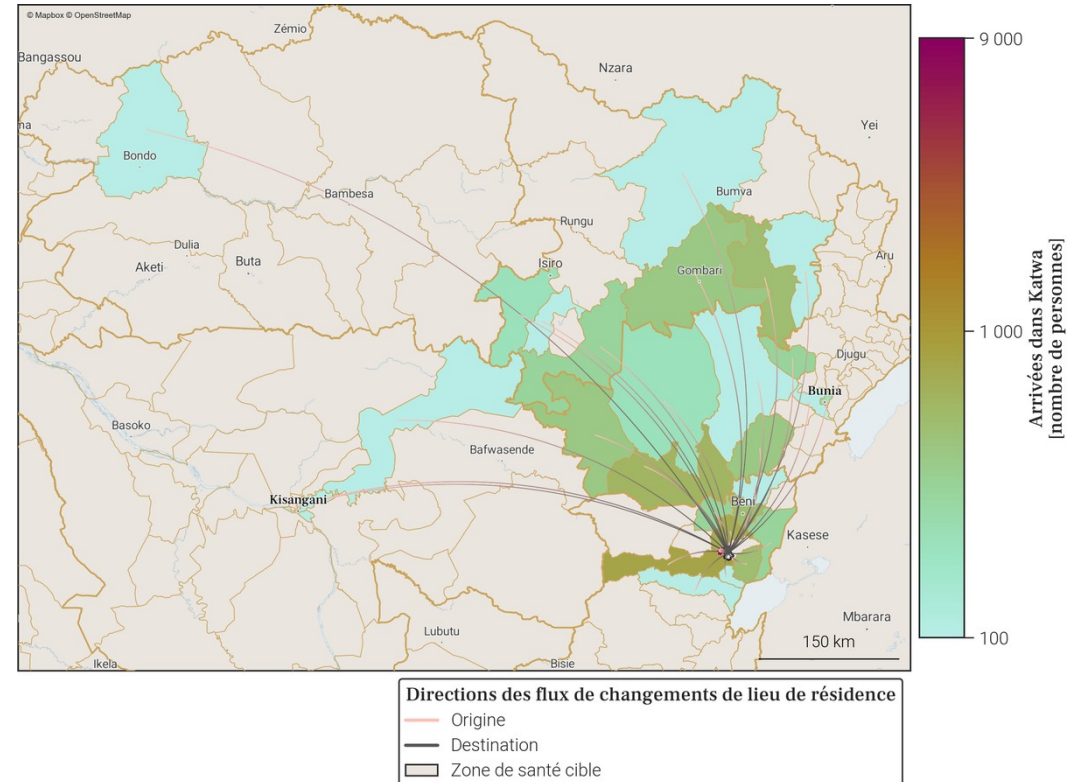 © Mapbox © OpenStreetMap
Zémio
Bangassou
Nzara
Yei
Bondo
Bambesa
Bumva
Rungu
Dulia
Aketi
Buta
Isiro
Gombari
Aru
Djugu
Bunia
Basoko
Bafwasende
Kisangani
Beni
Kasese
Mbarara
Lubutu
150 km
Ikela
Bisie
9 000
1 000
100
Arrivées dans Katwa
[nombre de personnes]
Directions des flux de changements de lieu de résidence
Origine
Destination
Zone de santé cible